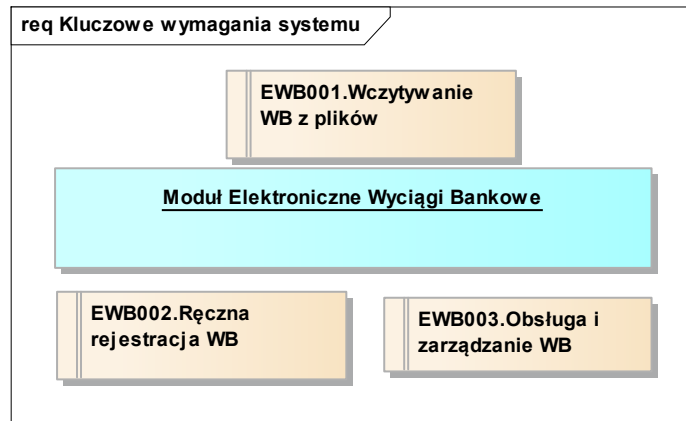 req Kluczowe wymagania systemu
EWB001.Wczytywanie
WB z plików
Moduł Elektroniczne Wyciągi Bankowe
EWB002.Ręczna
rejestracja WB
EWB003.Obsługa i
zarządzanie WB